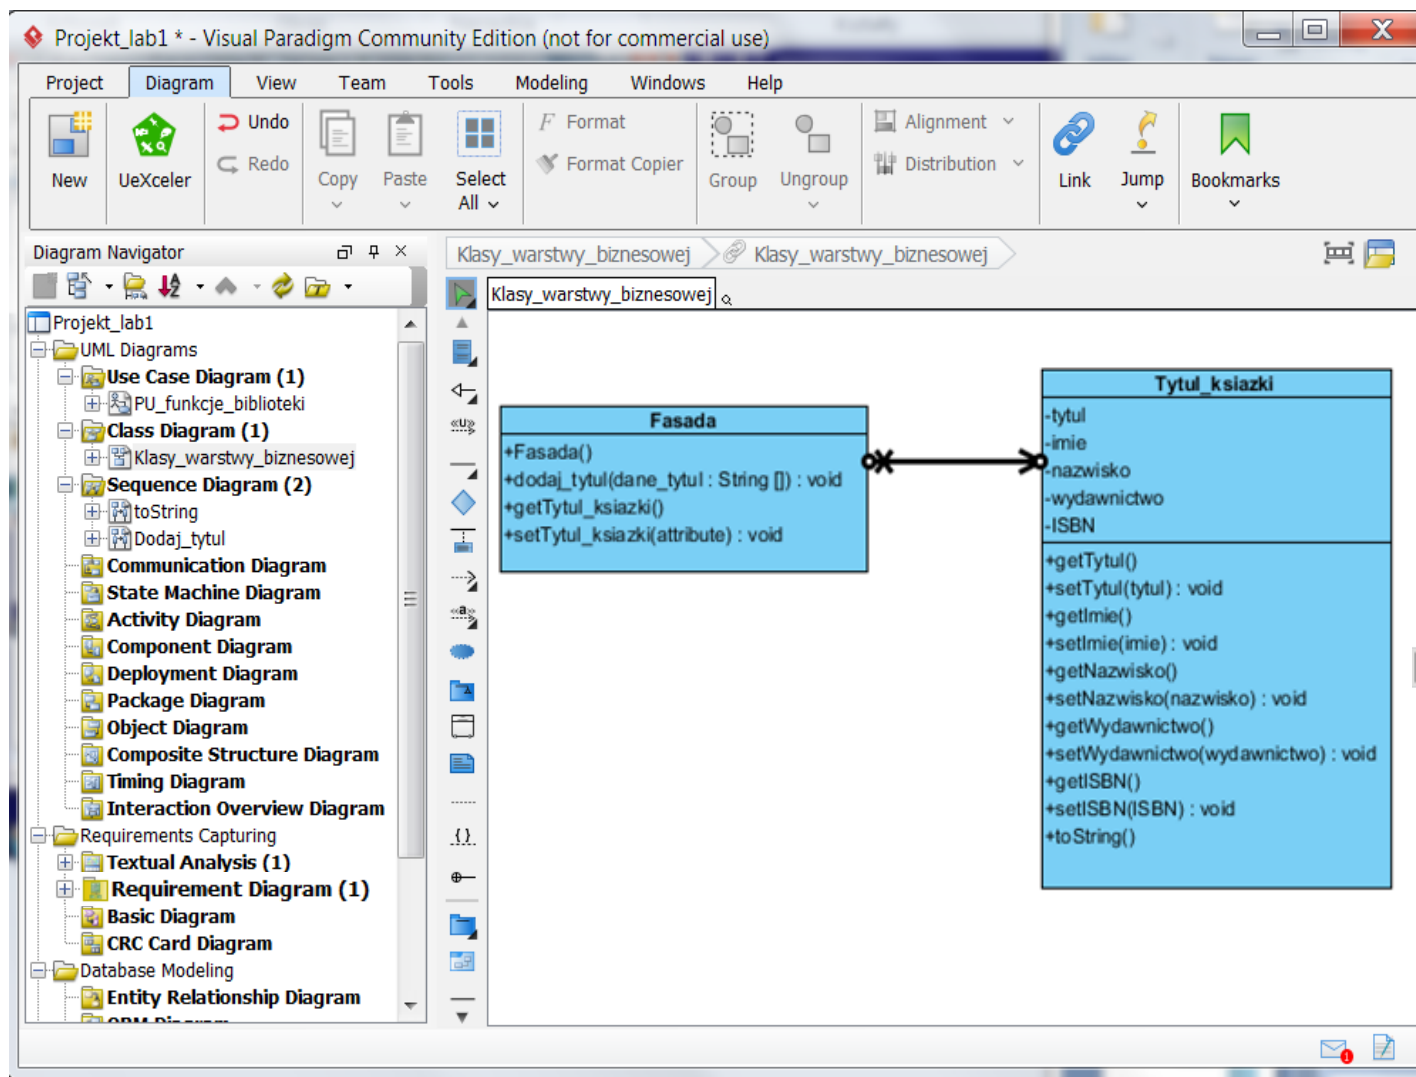 Projekt_lab1 * - Visual Paradigm Community Edition (not for commercial use)
Project Diagram View Team Tools Modeling Windows Help
New
UeXceler
Undo
Redo
Copy
Paste
Select
All
F Format
Format Copier
Group
Ungroup
Alignment
Distribution
Link
Jump
Bookmarks
Diagram Navigator
Klasy_warstwy_biznesowej Klasy_warstwy_biznesowej
Klasy_warstwy_biznesowej
Projekt_lab1
UML Diagrams
Use Case Diagram (1)
PU_funkcje_biblioteki
Class Diagram (1)
Klasy_warstwy_biznesowej
Sequence Diagram (2)
toString
Dodaj_tytul
Communication Diagram
State Machine Diagram
Activity Diagram
Component Diagram
Deployment Diagram
Package Diagram
Object Diagram
Composite Structure Diagram
Timing Diagram
Interaction Overview Diagram
Requirements Capturing
Textual Analysis (1)
Requirement Diagram (1)
Basic Diagram
CRC Card Diagram
Database Modeling
Entity Relationship Diagram
«U»
«a»
{}
Fasada
+Fasada()
+dodaj_tytul(dane_tytul : String []) : void
+getTytul_ksiazki()
+setTytul_ksiazki(attribute) : void
Tytul_ksiazki
-tytul
-imie
-nazwisko
-wydawnictwo
-ISBN
+getTytul()
+setTytul(tytul) : void
+getImie()
+setImie(imie) : void
+getNazwisko()
+setNazwisko(nazwisko) : void
+getWydawnictwo()
+setWydawnictwo(wydawnictwo) : void
+getISBN()
+setISBN(ISBN) : void
+toString()
1